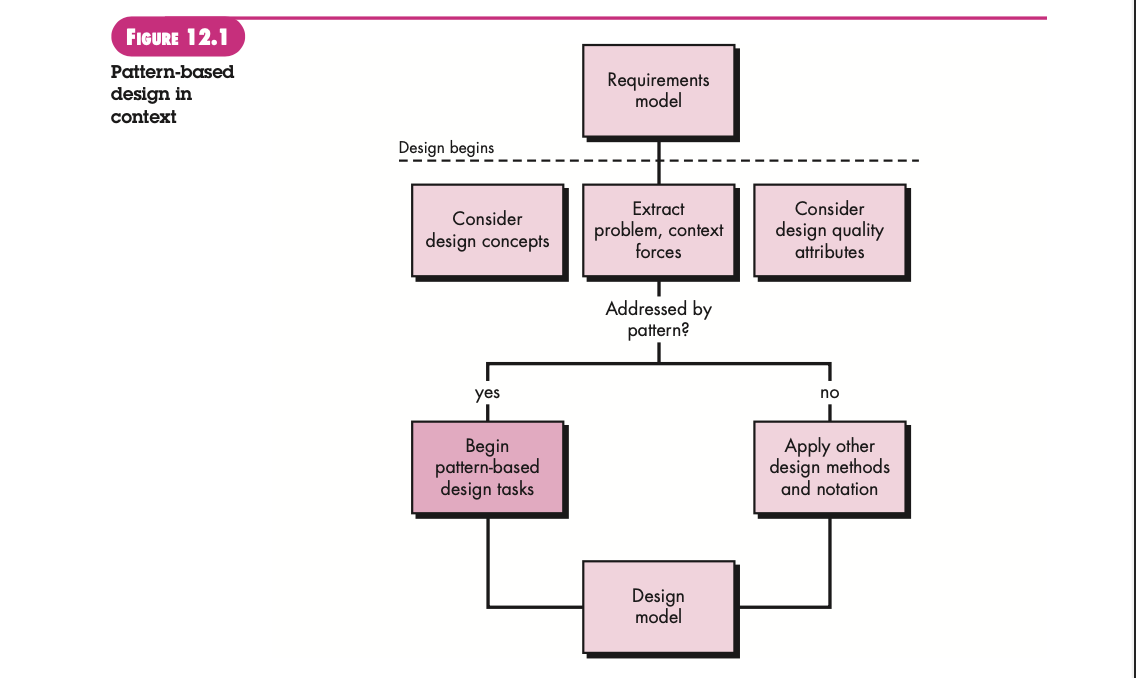 FIGURE 12.1
Pattern-based
design in
context
Requirements
model
Design begins
Consider
design concepts
Extract
problem, context
forces
Consider
design quality
attributes
Addressed by
pattern?
yes
no
Begin
pattern-based
design tasks
Apply other
design methods
and notation
Design
model